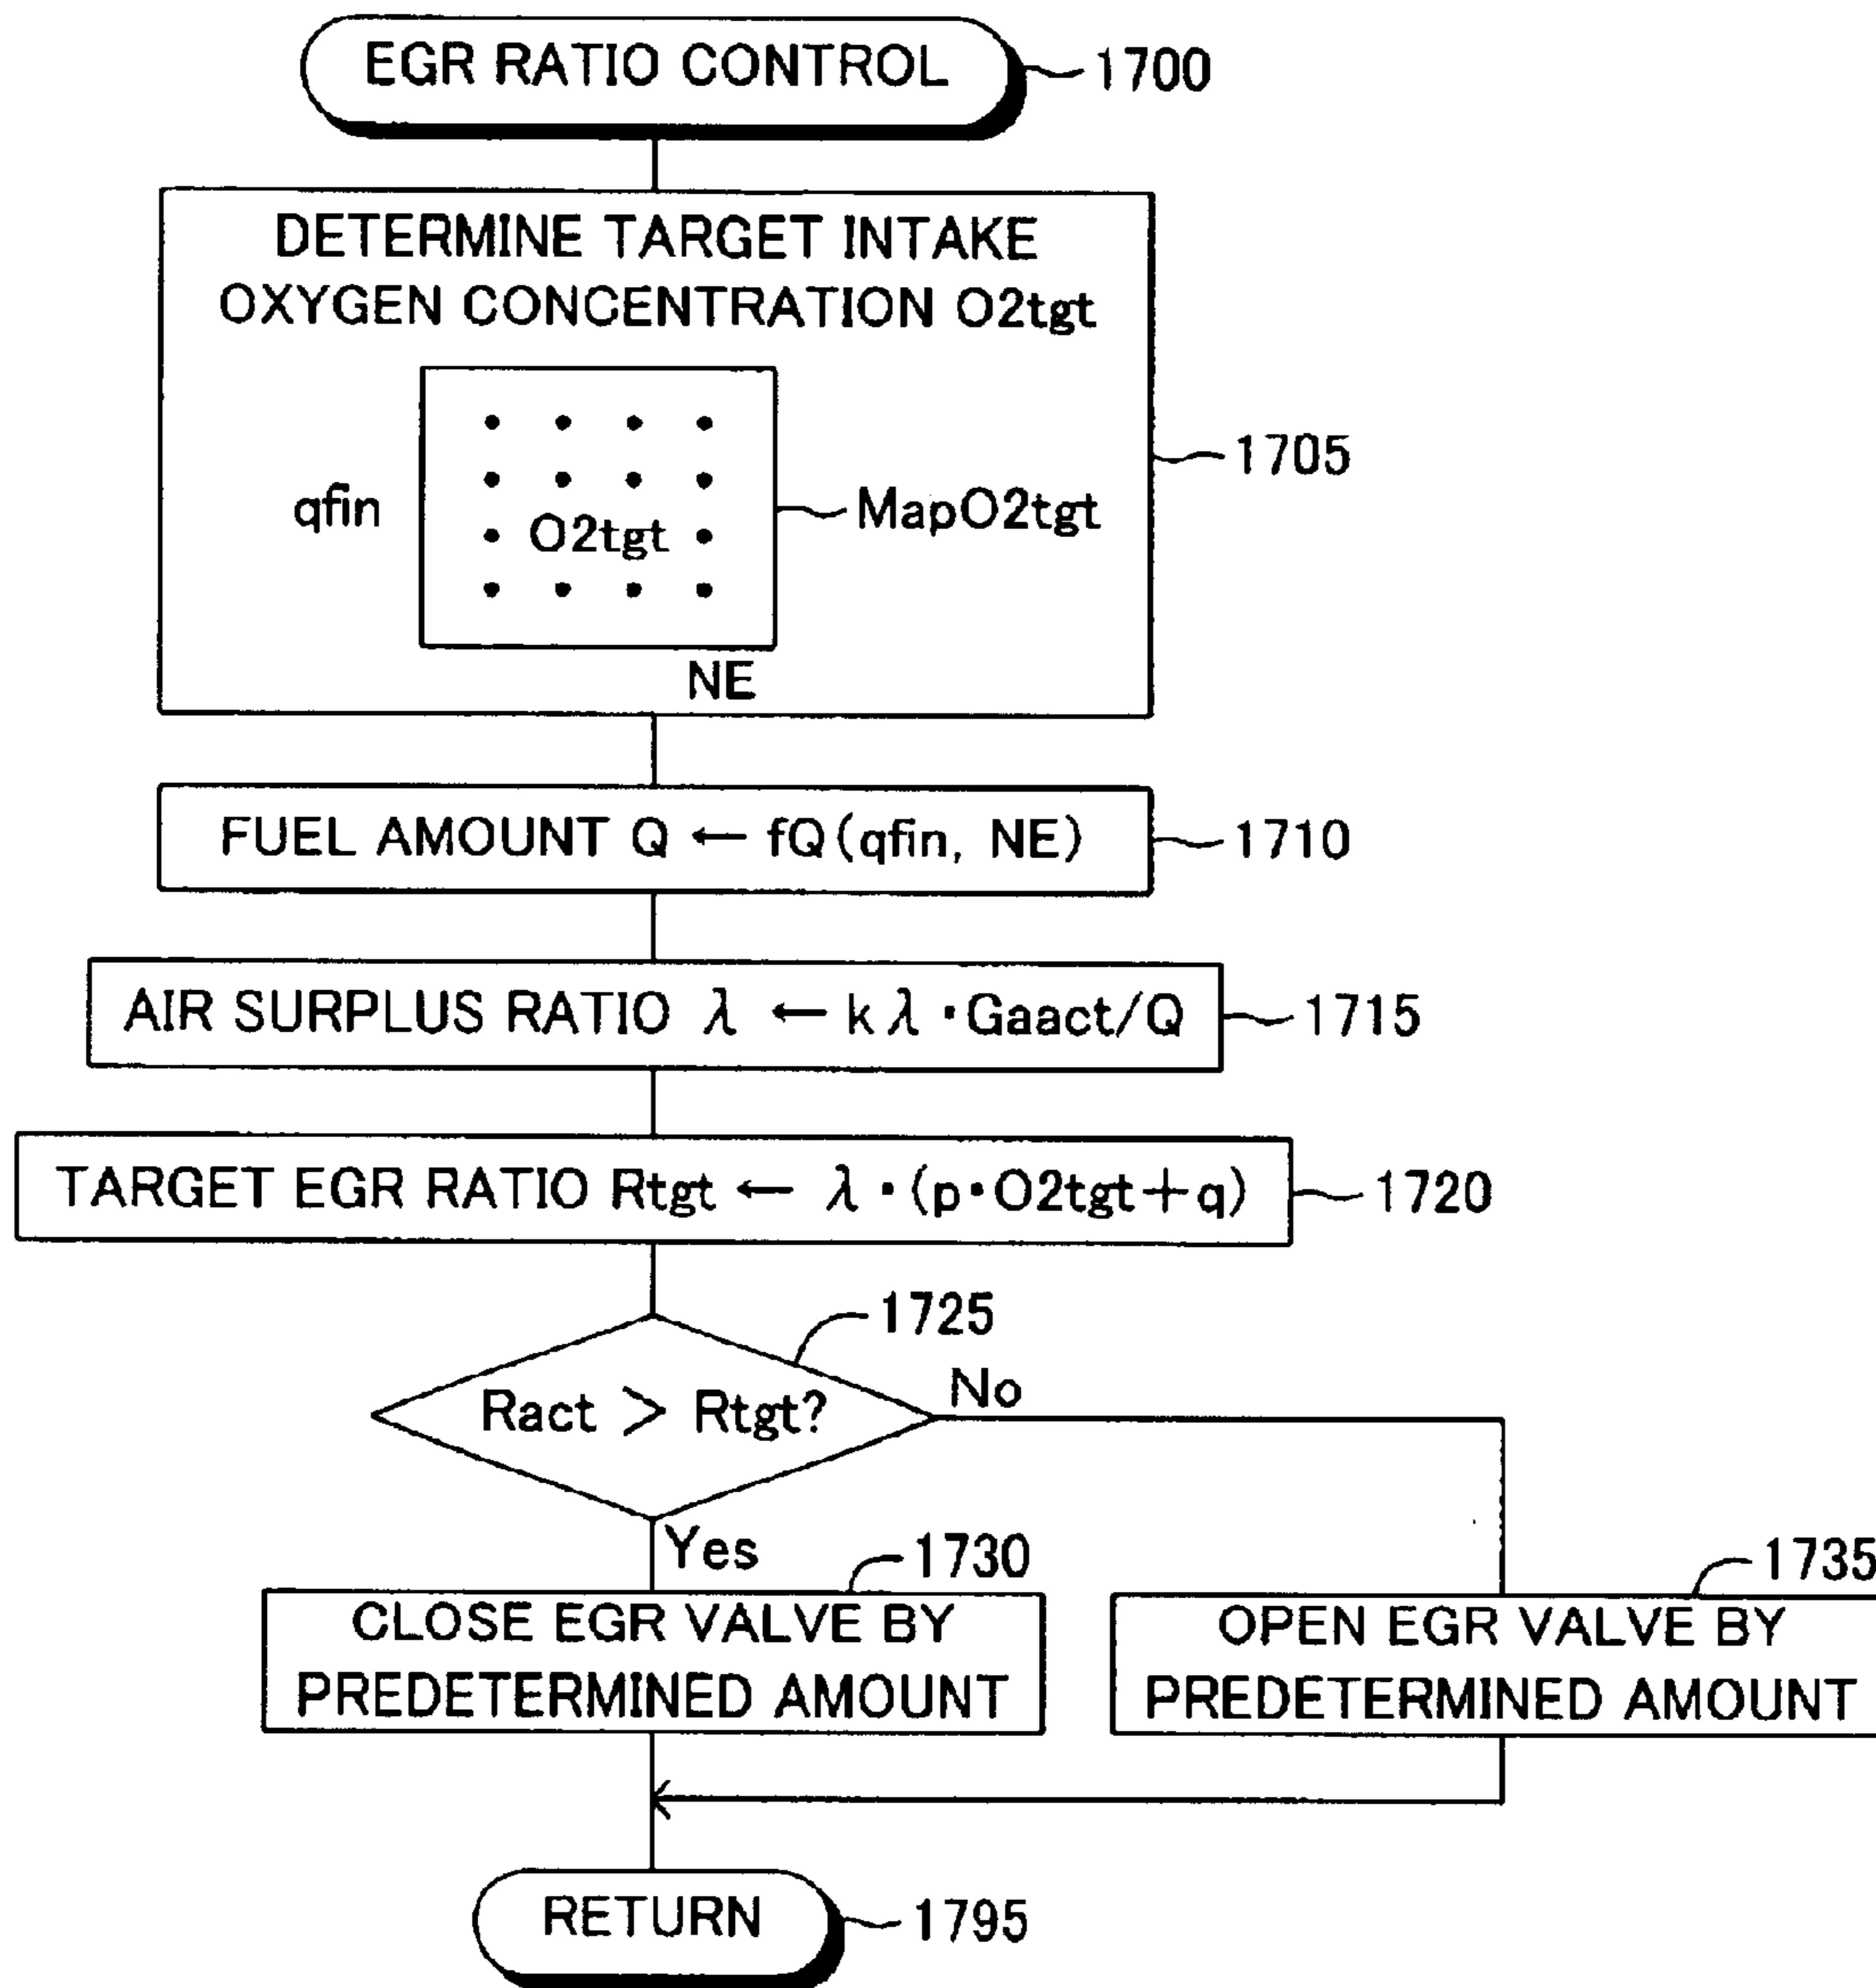 EGR RATIO CONTROL
1700
DETERMINE TARGET INTAKE
OXYGEN CONCENTRATION O2tgt
1705
qfin
O2tgt
MapO2tgt
NE
FUEL AMOUNT Q ← fQ(qfin, NE)
1710
AIR SURPLUS RATIO λ ← kλ・Gaact/Q
1715
TARGET EGR RATIO Rtgt ← λ・(p・O2tgt+q)
1720
1725
Ract > Rtgt?
No
Yes
1730
1735
CLOSE EGR VALVE BY
PREDETERMINED AMOUNT
OPEN EGR VALVE BY
PREDETERMINED AMOUNT
RETURN
1795